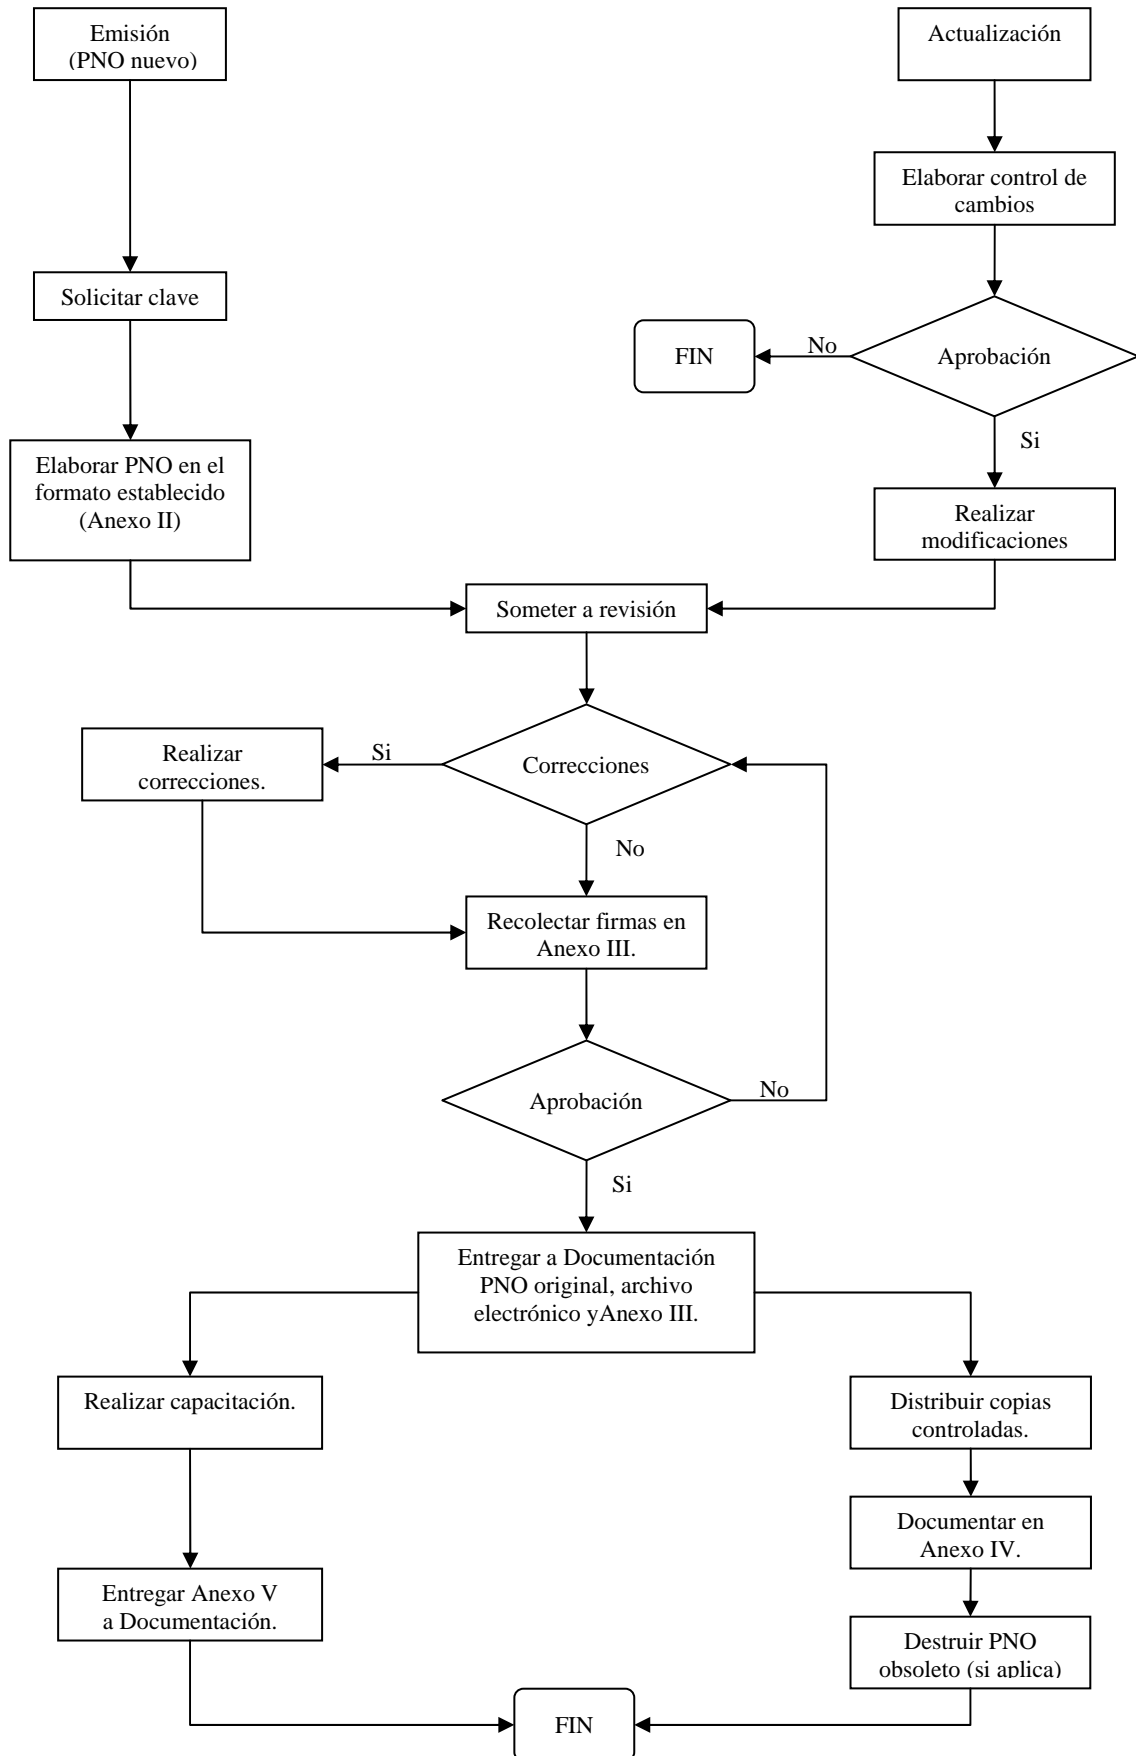 Emisión
(PNO nuevo)
Actualización
Elaborar control de
cambios
Solicitar clave
FIN
No
Aprobación
Si
Elaborar PNO en el
formato establecido
(Anexo II)
Realizar
modificaciones
Someter a revisión
Realizar
correcciones.
Si
Correcciones
No
Recolectar firmas en
Anexo III.
Aprobación
No
Si
Entregar a Documentación
PNO original, archivo
electrónico yAnexo III.
Realizar capacitación.
Distribuir copias
controladas.
Documentar en
Anexo IV.
Entregar Anexo V
a Documentación.
Destruir PNO
obsoleto (si aplica)
FIN